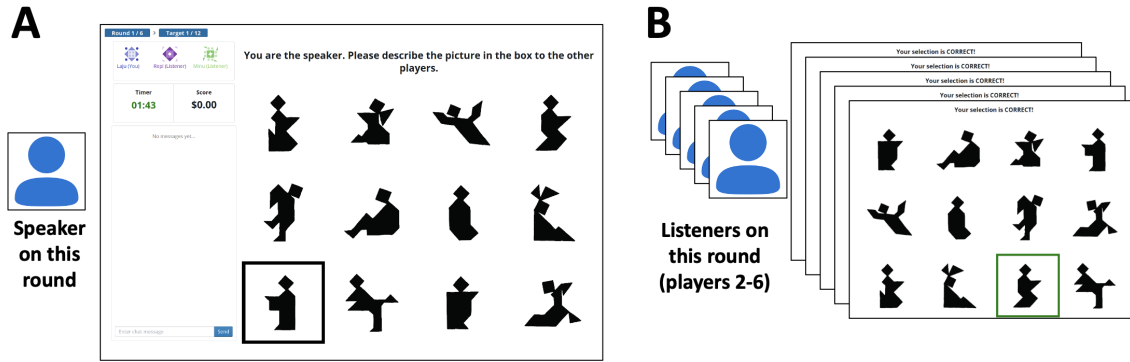 A
Round 1 / 6 > Target 1 / 12
Laju (You) Repi (Listener) Minu (Listener)
Timer Score
01:43 $0.00
No messages yet...
Enter chat message Send
You are the speaker. Please describe the picture in the box to the other
players.
Speaker
on this
round
B
Your selection is CORRECT!
Your selection is CORRECT!
Your selection is CORRECT!
Your selection is CORRECT!
Your selection is CORRECT!
Listeners on
this round
(players 2-6)